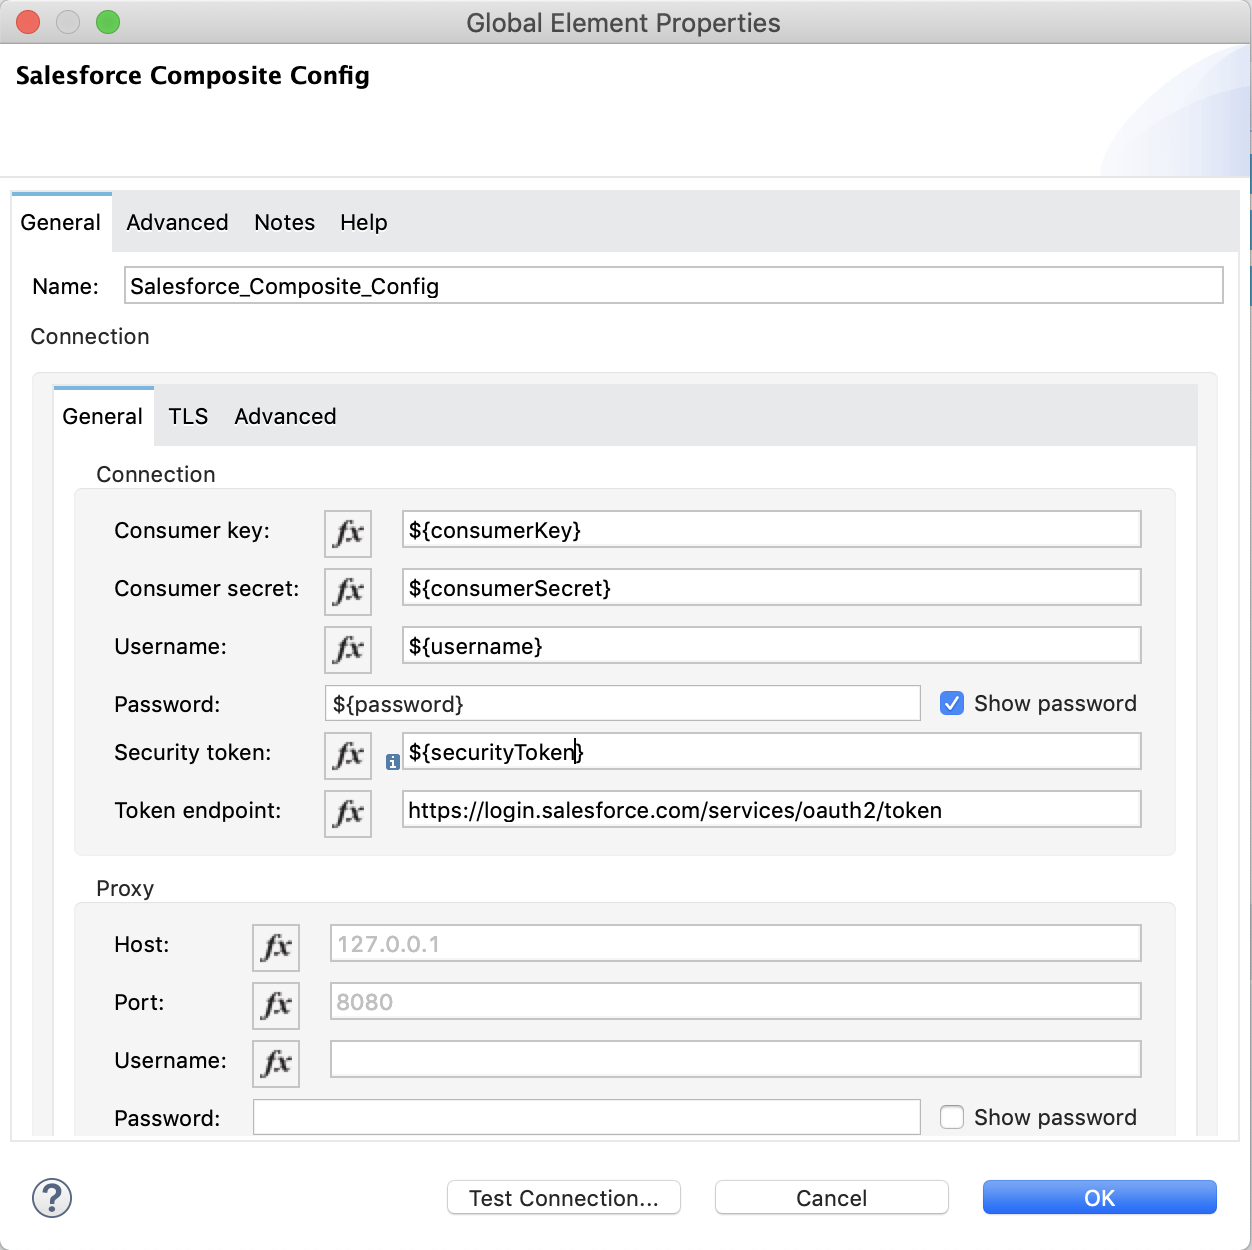 Global Element Properties
Salesforce Composite Config
General Advanced Notes Help
Name: Salesforce_Composite_Config
Connection
General TLS Advanced
Connection
Consumer key: fx ${consumerKey}
Consumer secret: fx ${consumerSecret}
Username: fx ${username}
Password: ${password} Show password
Security token: fx i ${securityToken}
Token endpoint: fx https://login.salesforce.com/services/oauth2/token
Proxy
Host: fx 127.0.0.1
Port: fx 8080
Username: fx
Password: Show password
? Test Connection... Cancel OK